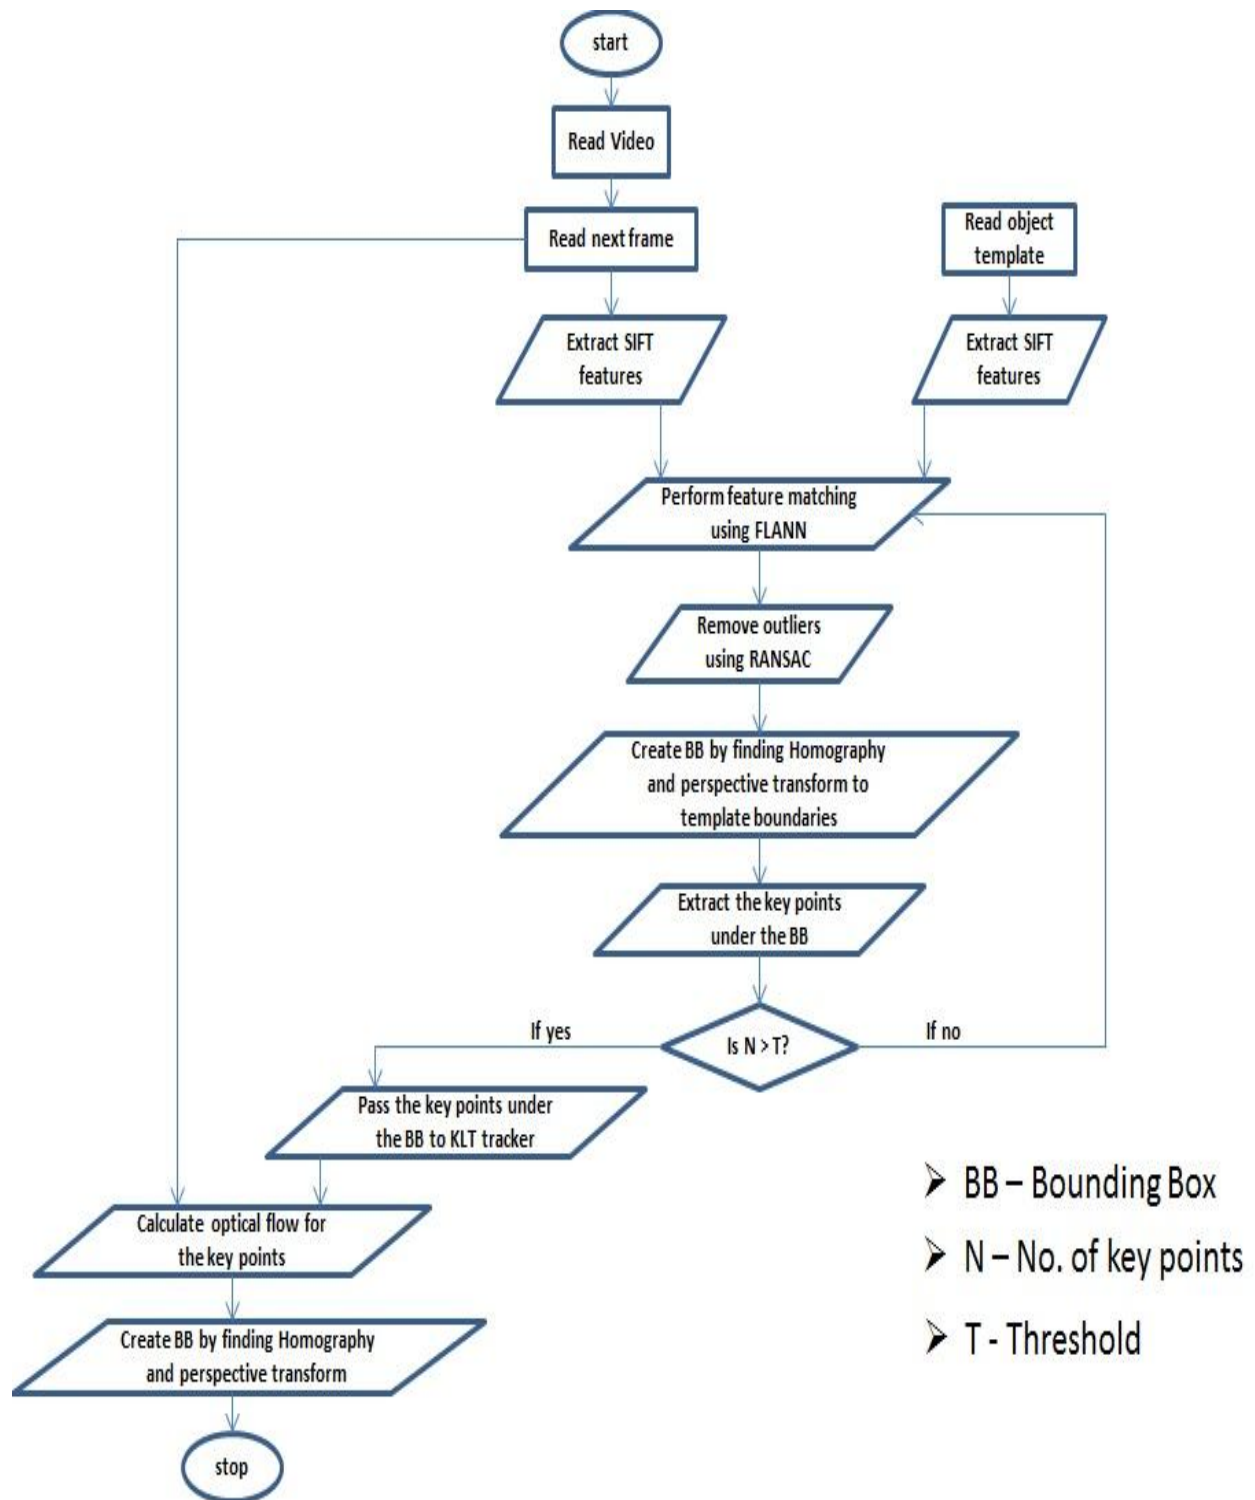 start
Read Video
Read next frame
Read object
template
Extract SIFT
features
Extract SIFT
features
Perform feature matching
using FLANN
Remove outliers
using RANSAC
Create BB by finding Homography
and perspective transform to
template boundaries
Extract the key points
under the BB
Is N > T?
If yes
If no
Pass the key points under
the BB to KLT tracker
Calculate optical flow for
the key points
Create BB by finding Homography
and perspective transform
stop
➢ BB – Bounding Box
➢ N – No. of key points
➢ T - Threshold